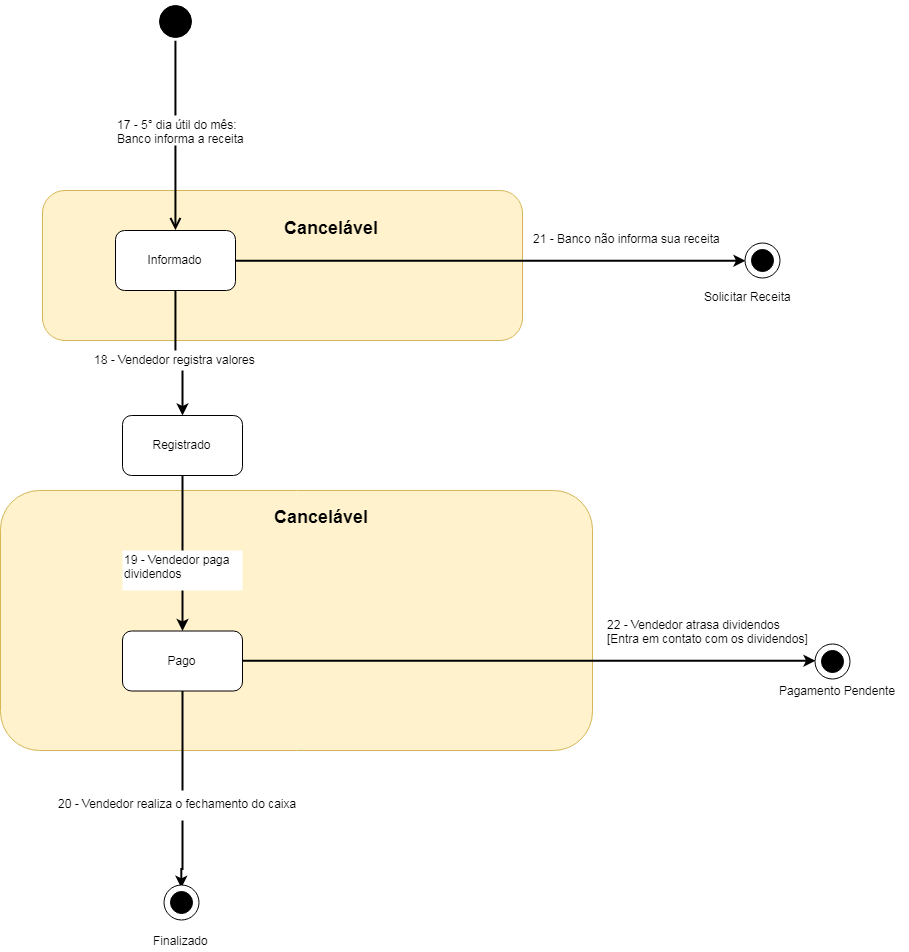 17 - 5° dia útil do mês:
Banco informa a receita
Cancelável
Informado
21 - Banco não informa sua receita
Solicitar Receita
18 - Vendedor registra valores
Registrado
Cancelável
19 - Vendedor paga
dividendos
22 - Vendedor atrasa dividendos
[Entra em contato com os dividendos]
Pago
Pagamento Pendente
20 - Vendedor realiza o fechamento do caixa
Finalizado